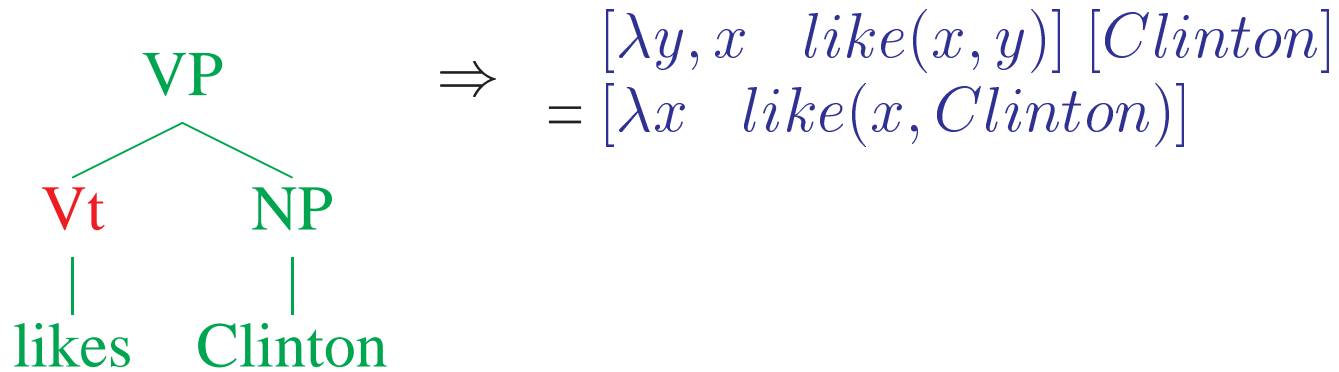 [λy, x like(x, y)] [Clinton]
VP ⇒
= [λx like(x, Clinton)]
Vt NP
likes Clinton